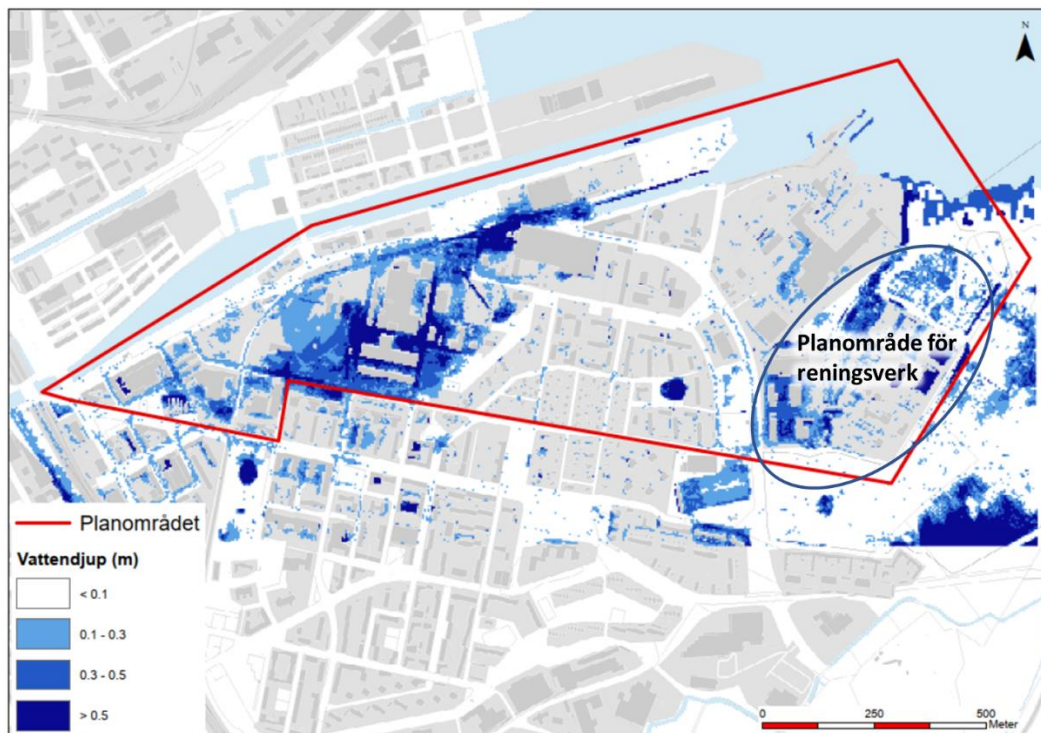 N
Planområde för
reningsverk
Planområdet
Vattendjup (m)
< 0.1
0.1 - 0.3
0.3 - 0.5
> 0.5
0 250 500
Meter